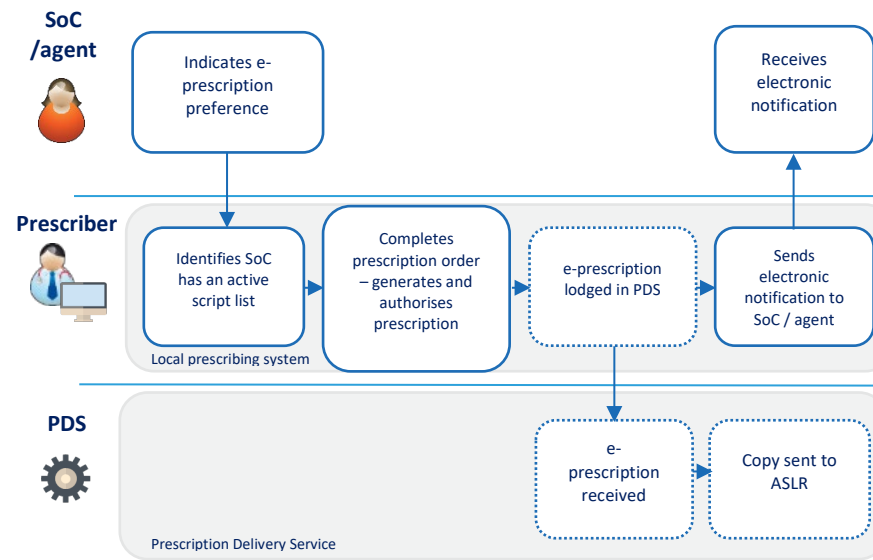 SoC
/agent
Indicates e-
prescription
preference
Receives
electronic
notification
Prescriber
Identifies SoC
has an active
script list
Completes
prescription order
– generates and
authorises
prescription
e-prescription
lodged in PDS
Sends
electronic
notification to
SoC / agent
Local prescribing system
PDS
e-
prescription
received
Copy sent to
ASLR
Prescription Delivery Service